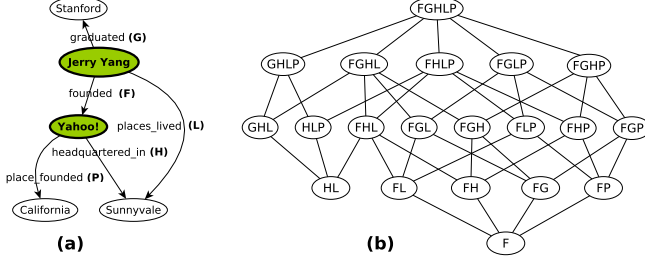 Stanford
graduated (G)
Jerry Yang
founded (F)
Yahoo!
places_lived (L)
headquartered_in (H)
place_founded (P)
California
Sunnyvale
(a)
FGHLP
GHLP FGHL FHLP FGLP FGHP
GHL HLP FHL FGL FGH FLP FHP FGP
HL FL FH FG FP
F
(b)